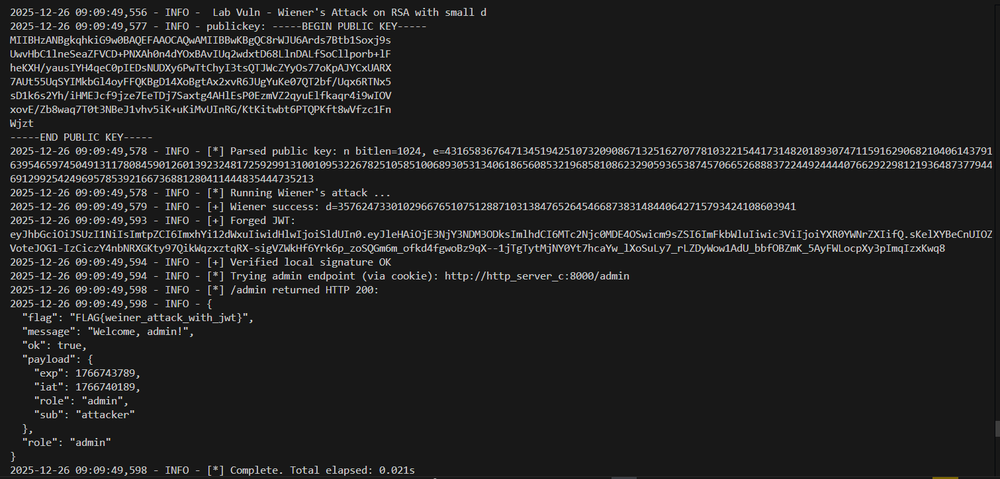 2025-12-26 09:09:49,556 - INFO -  Lab Vuln - Wiener's Attack on RSA with small d
2025-12-26 09:09:49,577 - INFO - publickey: -----BEGIN PUBLIC KEY-----
MIIBHzANBgkqhkiG9w0BAQEFAAOCAQwAMIIBBwKBgQC8rWJU6Ards7Btb1Soxj9s
UwvHbC1lneSeaZFVCD+PNXAh0n4dYOxBAvIUq2wdxtD68LlnDALfSoCllporb+lF
heKXH/yausIYH4qeC0pIEDsNUDXy6PwTtChyI3tsQTJWcZYyOs77oKpAJYCxUARX
7AUt55UqSYIMkbGl4oyFFQKBgD14XoBgtAx2xvR6JUgYuKe07QT2bf/Uqx6RTNx5
sD1k6s2Yh/iHMEJcf9jze7EeTDj7Saxtg4AHlEsP0EzmVZ2qyuElfkaqr4i9wIOV
xovE/Zb8waq7T0t3NBeJ1vhv5iK+uKiMvUInRG/KtKitwbt6PTQPKft8wVfzc1Fn
Wjzt
-----END PUBLIC KEY-----
2025-12-26 09:09:49,578 - INFO - [*] Parsed public key: n bitlen=1024, e=43165836764713451942510732090867132516270778103221544173148201893074711591629068210406143791
63954659745049131178084590126013923248172592991310010953226782510585100689305313406186560853219685810862329059365387457066526888372244924444076629229812193648737794
4691299254249695785392166736881280411444835444735213
2025-12-26 09:09:49,578 - INFO - [*] Running Wiener's attack ...
2025-12-26 09:09:49,579 - INFO - [+] Wiener success: d=35762473301029667651075128871031384765264546687383148440642715793424108603941
2025-12-26 09:09:49,593 - INFO - [+] Forged JWT:
eyJhbGciOiJSUzI1NiIsImtpZCI6ImxhYi12dWxuIiwidHlwIjoiSldUIn0.eyJleHAiOjE3NjY3NDM3ODksImlhdCI6MTc2Njc0MDE4OSwicm9sZSI6ImFkbWluIiwic3ViIjoiYXR0YWNrZXIifQ.sKelXYBeCnUIOZ
VoteJOG1-IzCiczY4nbNRXGKty97QikWqzxztqRX-sigVZWkHf6Yrk6p_zoSQGm6m_ofkd4fgwoBz9qX--1jTgTytMjNY0Yt7hcaYw_lXoSuLy7_rLZDyWow1AdU_bbfOBZmK_5AyFWLocpXy3pImqIzxKwq8
2025-12-26 09:09:49,594 - INFO - [+] Verified local signature OK
2025-12-26 09:09:49,594 - INFO - [*] Trying admin endpoint (via cookie): http://http_server_c:8000/admin
2025-12-26 09:09:49,598 - INFO - [*] /admin returned HTTP 200:
2025-12-26 09:09:49,598 - INFO - {
  "flag": "FLAG{weiner_attack_with_jwt}",
  "message": "Welcome, admin!",
  "ok": true,
  "payload": {
    "exp": 1766743789,
    "iat": 1766740189,
    "role": "admin",
    "sub": "attacker"
  },
  "role": "admin"
}
2025-12-26 09:09:49,598 - INFO - [*] Complete. Total elapsed: 0.021s